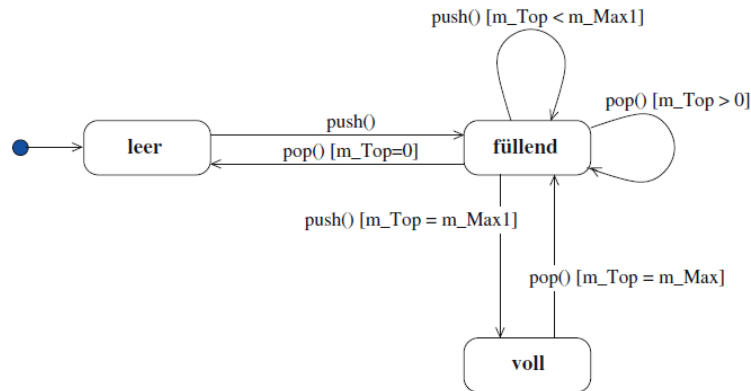 push() [m_Top < m_Max1]
pop() [m_Top > 0]
push()
leer
füllend
pop() [m_Top=0]
push() [m_Top = m_Max1]
pop() [m_Top = m_Max]
voll